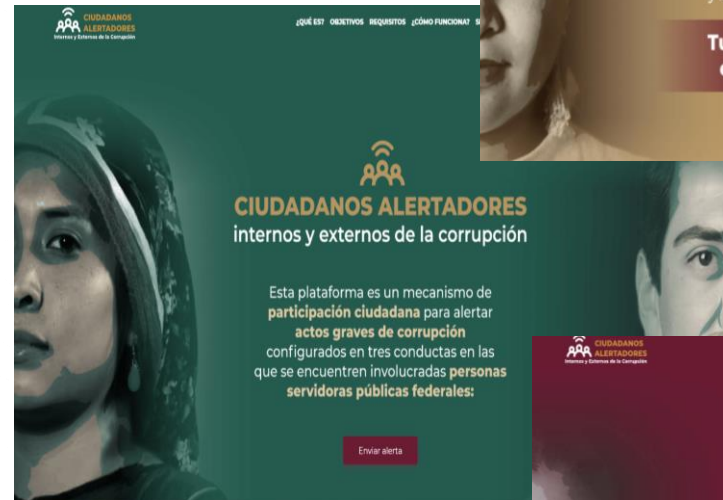 CIUDADANOS
ALERTADORES
Internos y Externos de la Corrupción
¿QUÉ ES? OBJETIVOS REQUISITOS ¿CÓMO FUNCIONA?
CIUDADANOS ALERTADORES
internos y externos de la corrupción
Esta plataforma es un mecanismo de
participación ciudadana para alertar
actos graves de corrupción
configurados en tres conductas en las
que se encuentren involucradas personas
servidoras públicas federales:
Enviar alerta
CIUDADANOS
ALERTADORES
Internos y Externos de la Corrupción